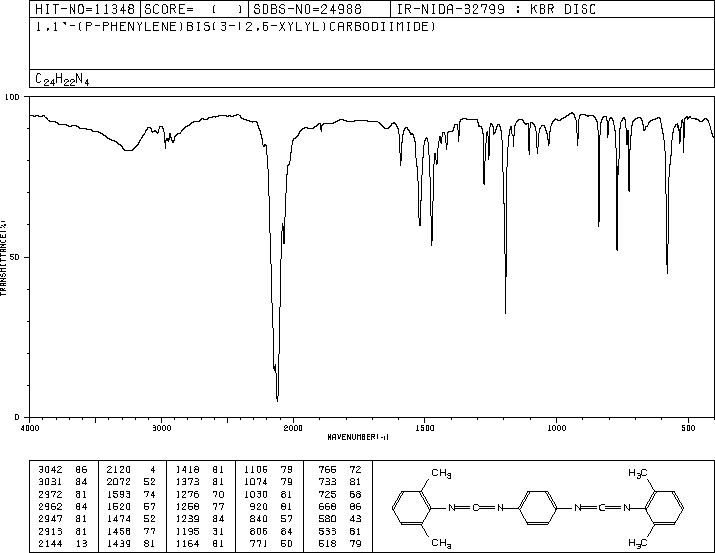 HIT-NO=11348 SCORE= ( ) SDBS-NO=24988 IR-NIDA-32799 : KBR DISC
1,1'-(P-PHENYLENE)BIS(3-(2,6-XYLYL)CARBODIIMIDE)
C24H22N4
100
50
0
TRANSMITTANCE(%)
4000 3000 2000 1500 1000 500
WAVENUMBER(-1)
3042 86 2120 4 1418 81 1106 79 766 72
3031 84 2072 52 1373 81 1074 79 733 81
2972 81 1593 74 1276 70 1030 81 725 68
2962 84 1520 57 1258 77 920 81 668 86
2947 81 1474 52 1239 84 840 57 580 43
2913 81 1458 77 1195 31 806 84 533 81
2144 13 1439 81 1164 81 771 50 518 79
CH3 H3C
N=C=N N=C=N
CH3 H3C